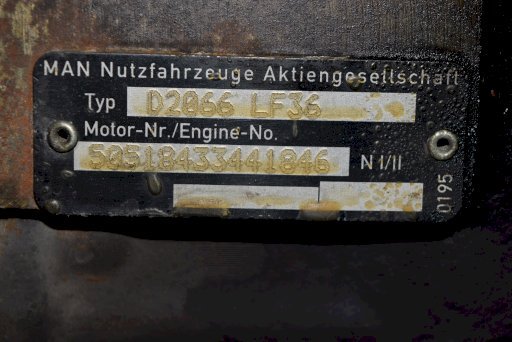 MAN Nutzfahrzeuge Aktiengesellschaft
Typ D2066 LF36
Motor-Nr./Engine-No.
50518433441846 N I/II
0195